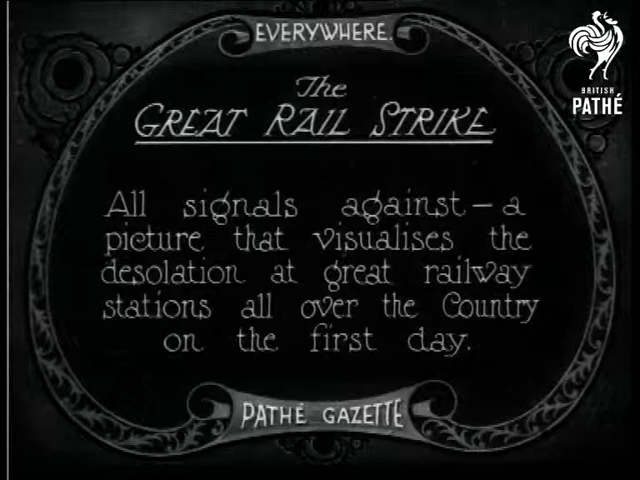 EVERYWHERE.
BRITISH
PATHÉ
The
GREAT RAIL STRIKE
All signals against — a
picture that visualises the
desolation at great railway
stations all over the Country
on the first day.
PATHÉ GAZETTE